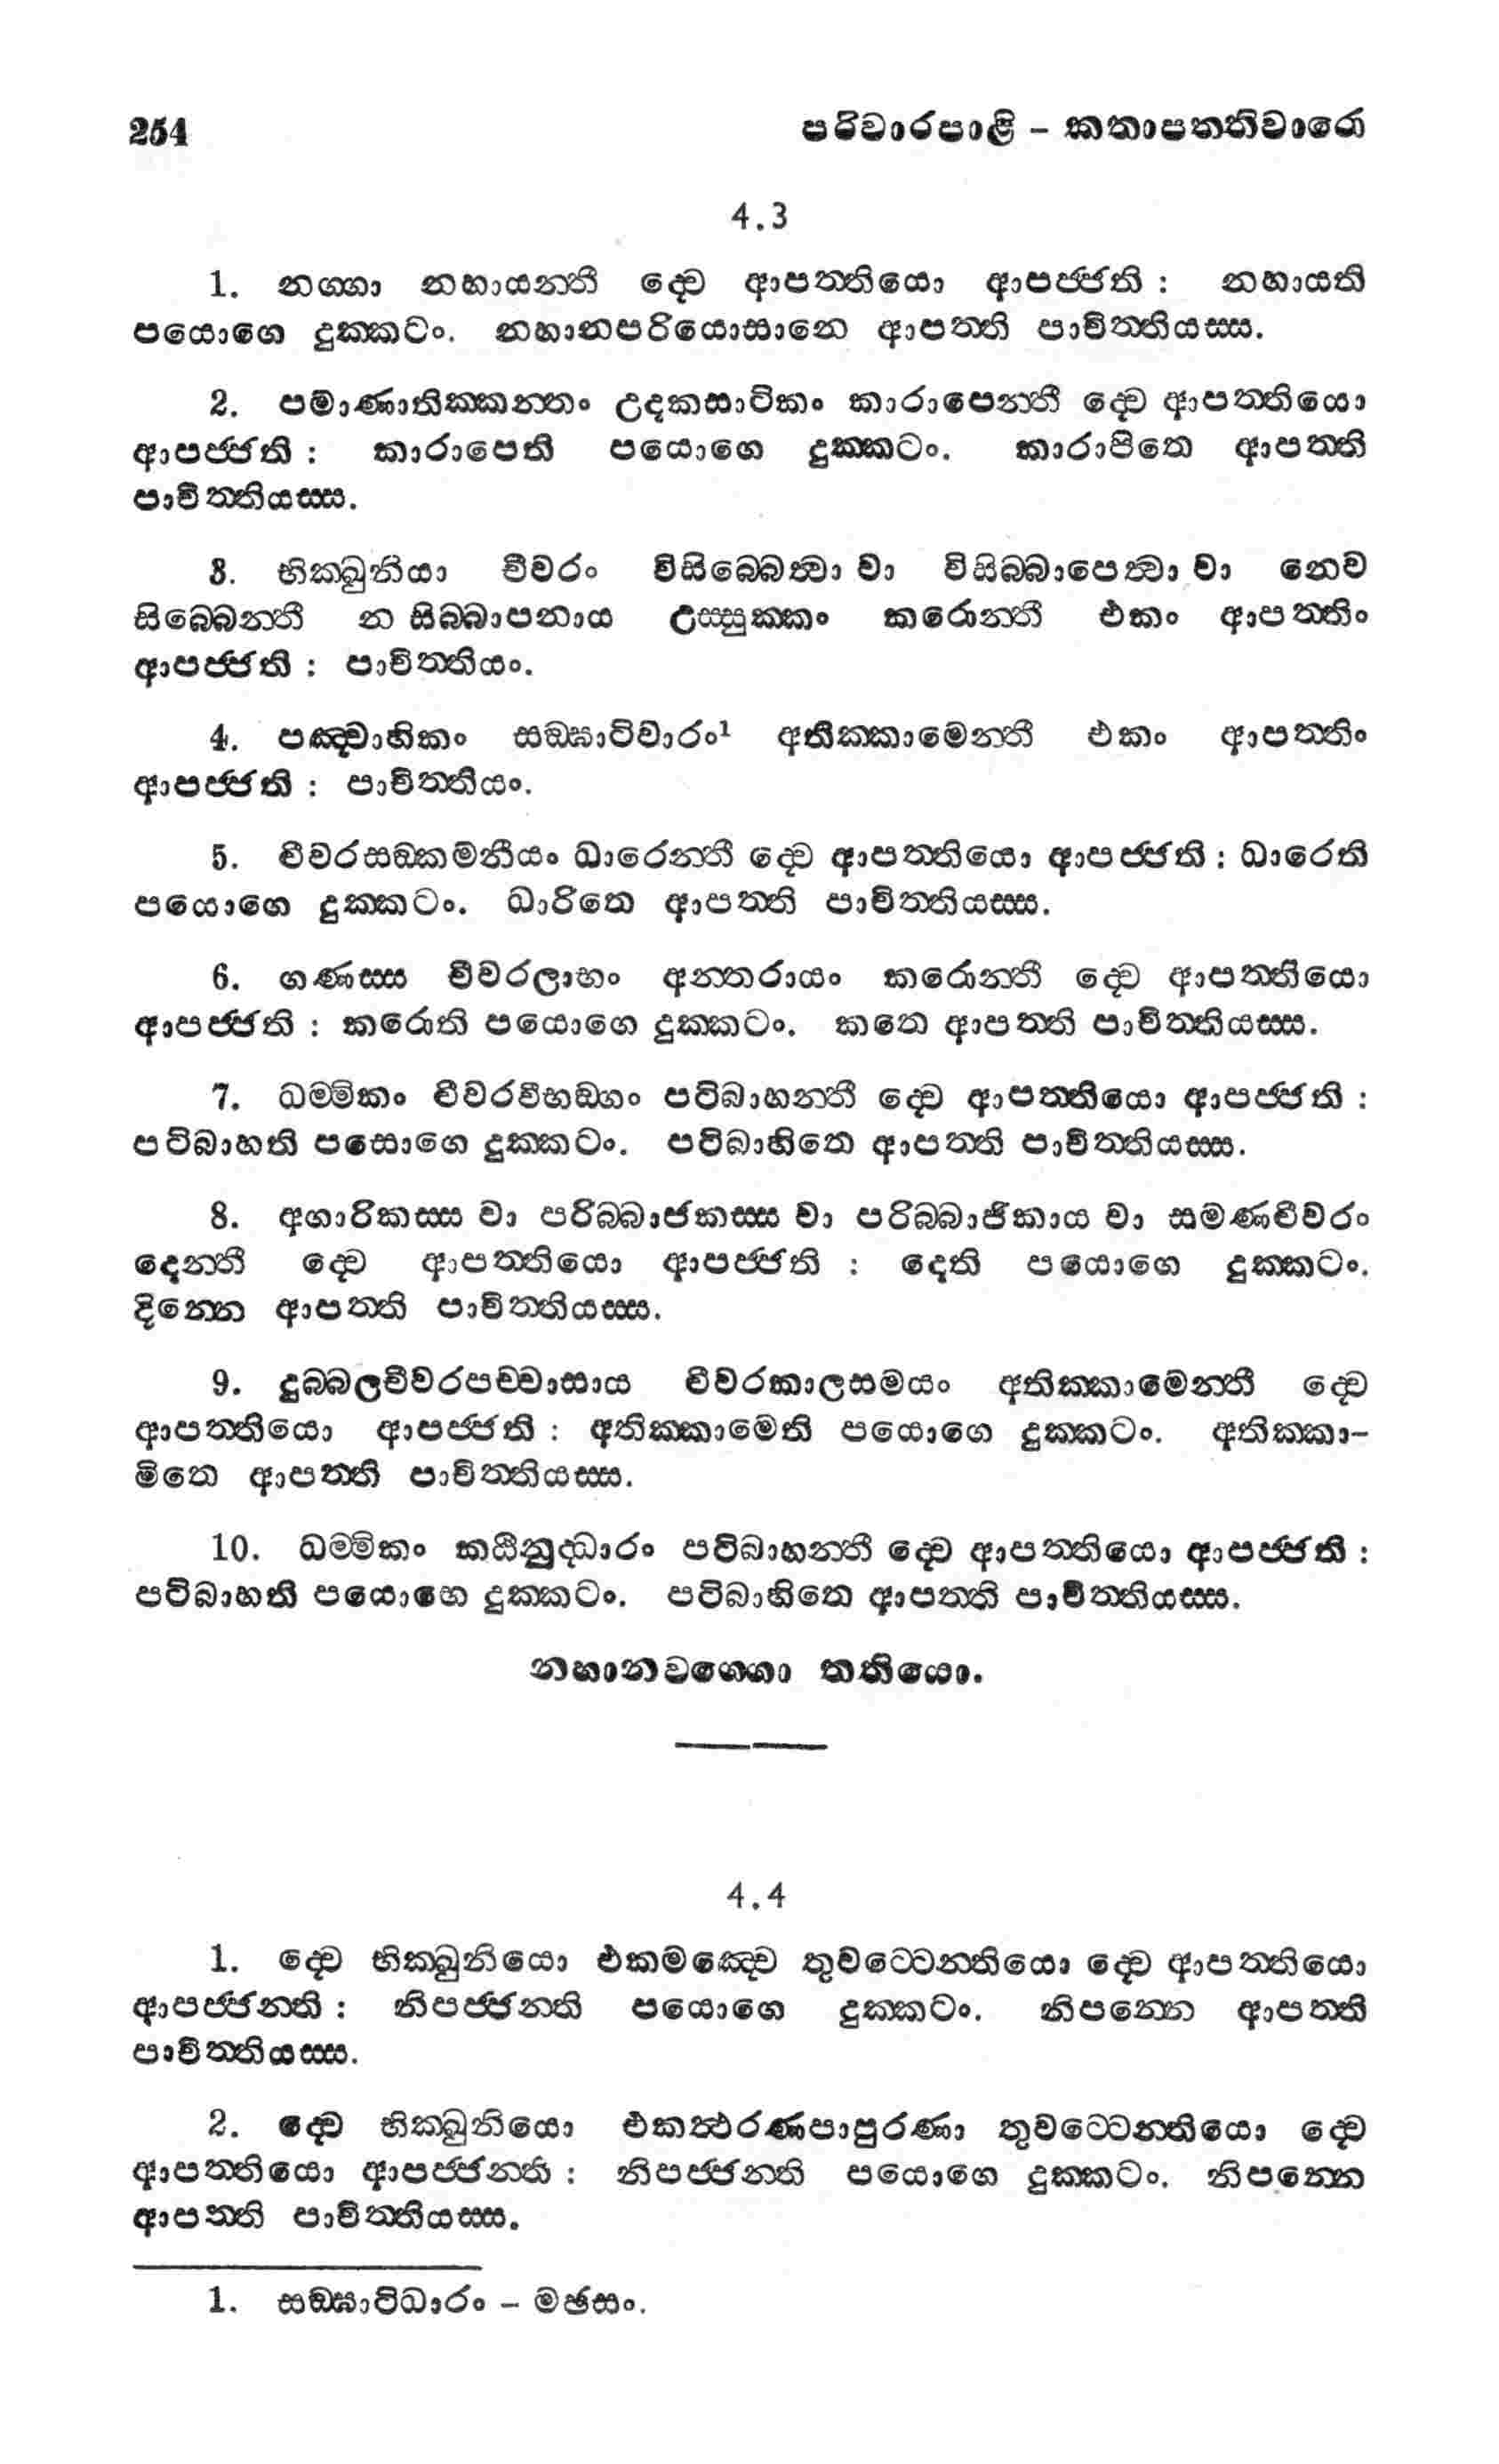 254 පරිවාරපාළි – කතාපත්තිවාරො
4.3
1. නග්ගා නහායන්තී ද්වෙ ආපත්තියො ආපජ්ජති : නහායති
පයොගෙ දුක්කටං. නහානපරියොසානෙ ආපත්ති පාචිත්තියස්ස.
2. පමාණාතික්කන්තං උදකසාටිකං කාරාපෙන්තී ද්වෙ ආපත්තියො
ආපජ්ජති : කාරාපෙති පයොගෙ දුක්කටං. කාරාපිතෙ ආපත්ති
පාචිත්තියස්ස.
3. භික්ඛුනියා චීවරං විසිබ්බෙත්වා වා විසිබ්බාපෙත්වා වා නෙව
සිබ්බෙන්තී න සිබ්බාපනාය උස්සුක්කං කරොන්තී එකං ආපත්තිං
ආපජ්ජති : පාචිත්තියං.
4. පඤ්චාහිකං සඞ්ඝාටිවාරං¹ අතික්කාමෙන්තී එකං ආපත්තිං
ආපජ්ජති : පාචිත්තියං.
5. චීවරසඞ්කමනීයං ධාරෙන්තී ද්වෙ ආපත්තියො ආපජ්ජති : ධාරෙති
පයොගෙ දුක්කටං. ධාරිතෙ ආපත්ති පාචිත්තියස්ස.
6. ගණස්ස චීවරලාභං අන්තරායං කරොන්තී ද්වෙ ආපත්තියො
ආපජ්ජති : කරොති පයොගෙ දුක්කටං. කතෙ ආපත්ති පාචිත්තියස්ස.
7. ධම්මිකං චීවරවිභඞ්ගං පටිබාහන්තී ද්වෙ ආපත්තියො ආපජ්ජති :
පටිබාහති පසොගෙ දුක්කටං. පටිබාහිතෙ ආපත්ති පාචිත්තියස්ස.
8. අගාරිකස්ස වා පරිබ්බාජකස්ස වා පරිබ්බාජිකාය වා සමණචීවරං
දෙන්තී ද්වෙ ආපත්තියො ආපජ්ජති : දෙති පයොගෙ දුක්කටං.
දින්නෙ ආපත්ති පාචිත්තියස්ස.
9. දුබ්බලචීවරපච්චාසාය චීවරකාලසමයං අතික්කාමෙන්තී ද්වෙ
ආපත්තියො ආපජ්ජති : අතික්කාමෙති පයොගෙ දුක්කටං. අතික්කා-
මිතෙ ආපත්ති පාචිත්තියස්ස.
10. ධම්මිකං කඨිනුද්ධාරං පටිබාහන්තී ද්වෙ ආපත්තියො ආපජ්ජති :
පටිබාහති පයොගෙ දුක්කටං. පටිබාහිතෙ ආපත්ති පාචිත්තියස්ස.
නහානවග්ගො තතියො.
4.4
1. ද්වෙ භික්ඛුනියො එකමඤ්චෙ තුවට්ටෙන්තියො ද්වෙ ආපත්තියො
ආපජ්ජන්ති : නිපජ්ජන්ති පයොගෙ දුක්කටං. නිපන්නෙ ආපත්ති
පාචිත්තියස්ස.
2. ද්වෙ භික්ඛුනියො එකත්ථරණපාපුරණා තුවට්ටෙන්තියො ද්වෙ
ආපත්තියො ආපජ්ජන්ති : නිපජ්ජන්ති පයොගෙ දුක්කටං. නිපන්නෙ
ආපත්ති පාචිත්තියස්ස.
1. සඞ්ඝාටිධාරං – මඡසං.